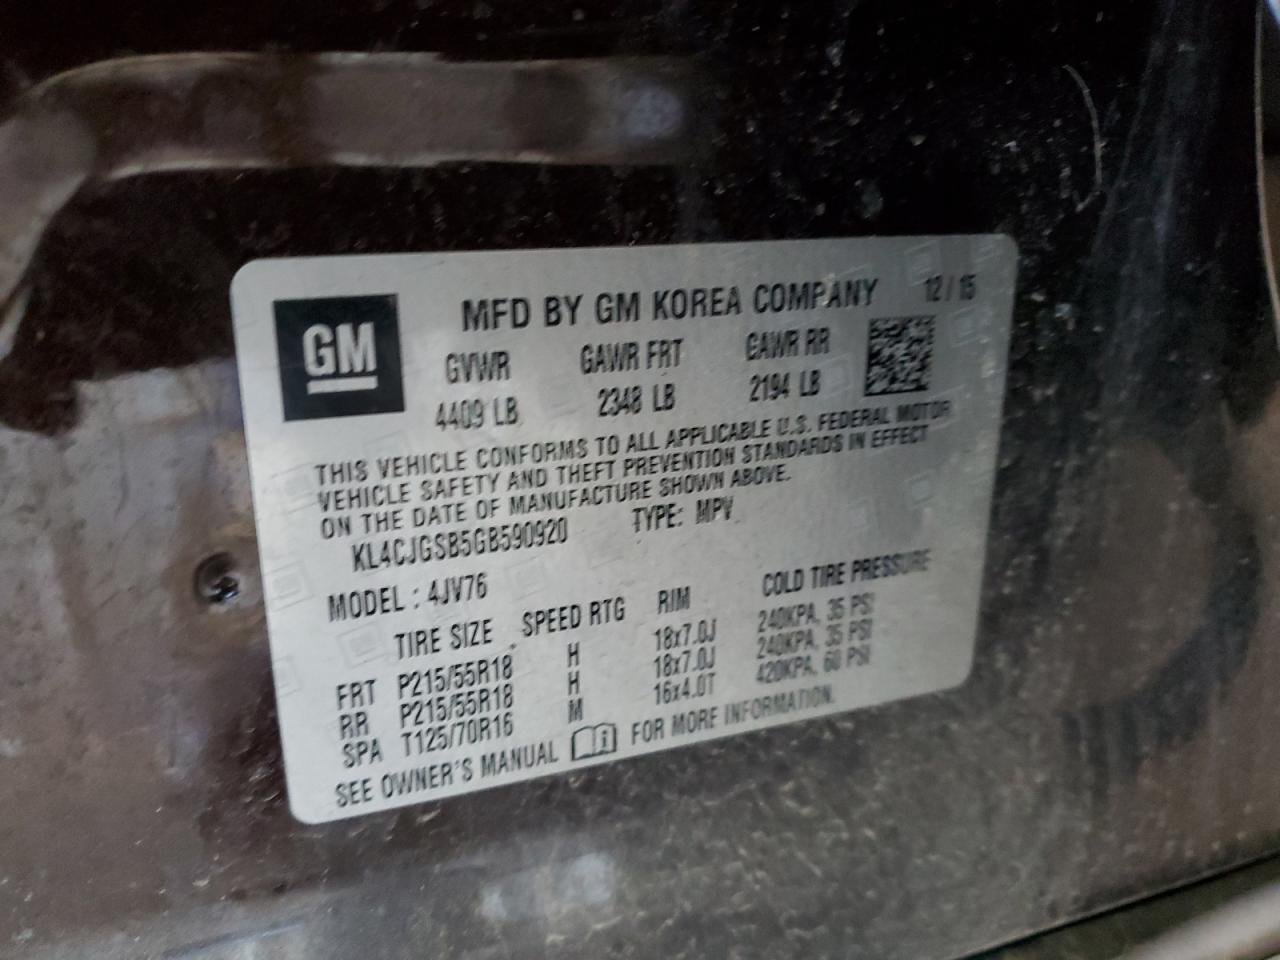 GM
MFD BY GM KOREA COMPANY 12 / 15
GVWR GAWR FRT GAWR RR
4409 LB 2348 LB 2194 LB
THIS VEHICLE CONFORMS TO ALL APPLICABLE U.S. FEDERAL MOTOR
VEHICLE SAFETY AND THEFT PREVENTION STANDARDS IN EFFECT
ON THE DATE OF MANUFACTURE SHOWN ABOVE.
KL4CJGSB5GB590920 TYPE: MPV
MODEL : 4JV76
TIRE SIZE SPEED RTG RIM COLD TIRE PRESSURE
FRT P215/55R18 H 18x7.0J 240KPA, 35 PSI
RR P215/55R18 H 18x7.0J 240KPA, 35 PSI
SPA T125/70R16 M 16x4.0T 420KPA, 60 PSI
SEE OWNER'S MANUAL FOR MORE INFORMATION.